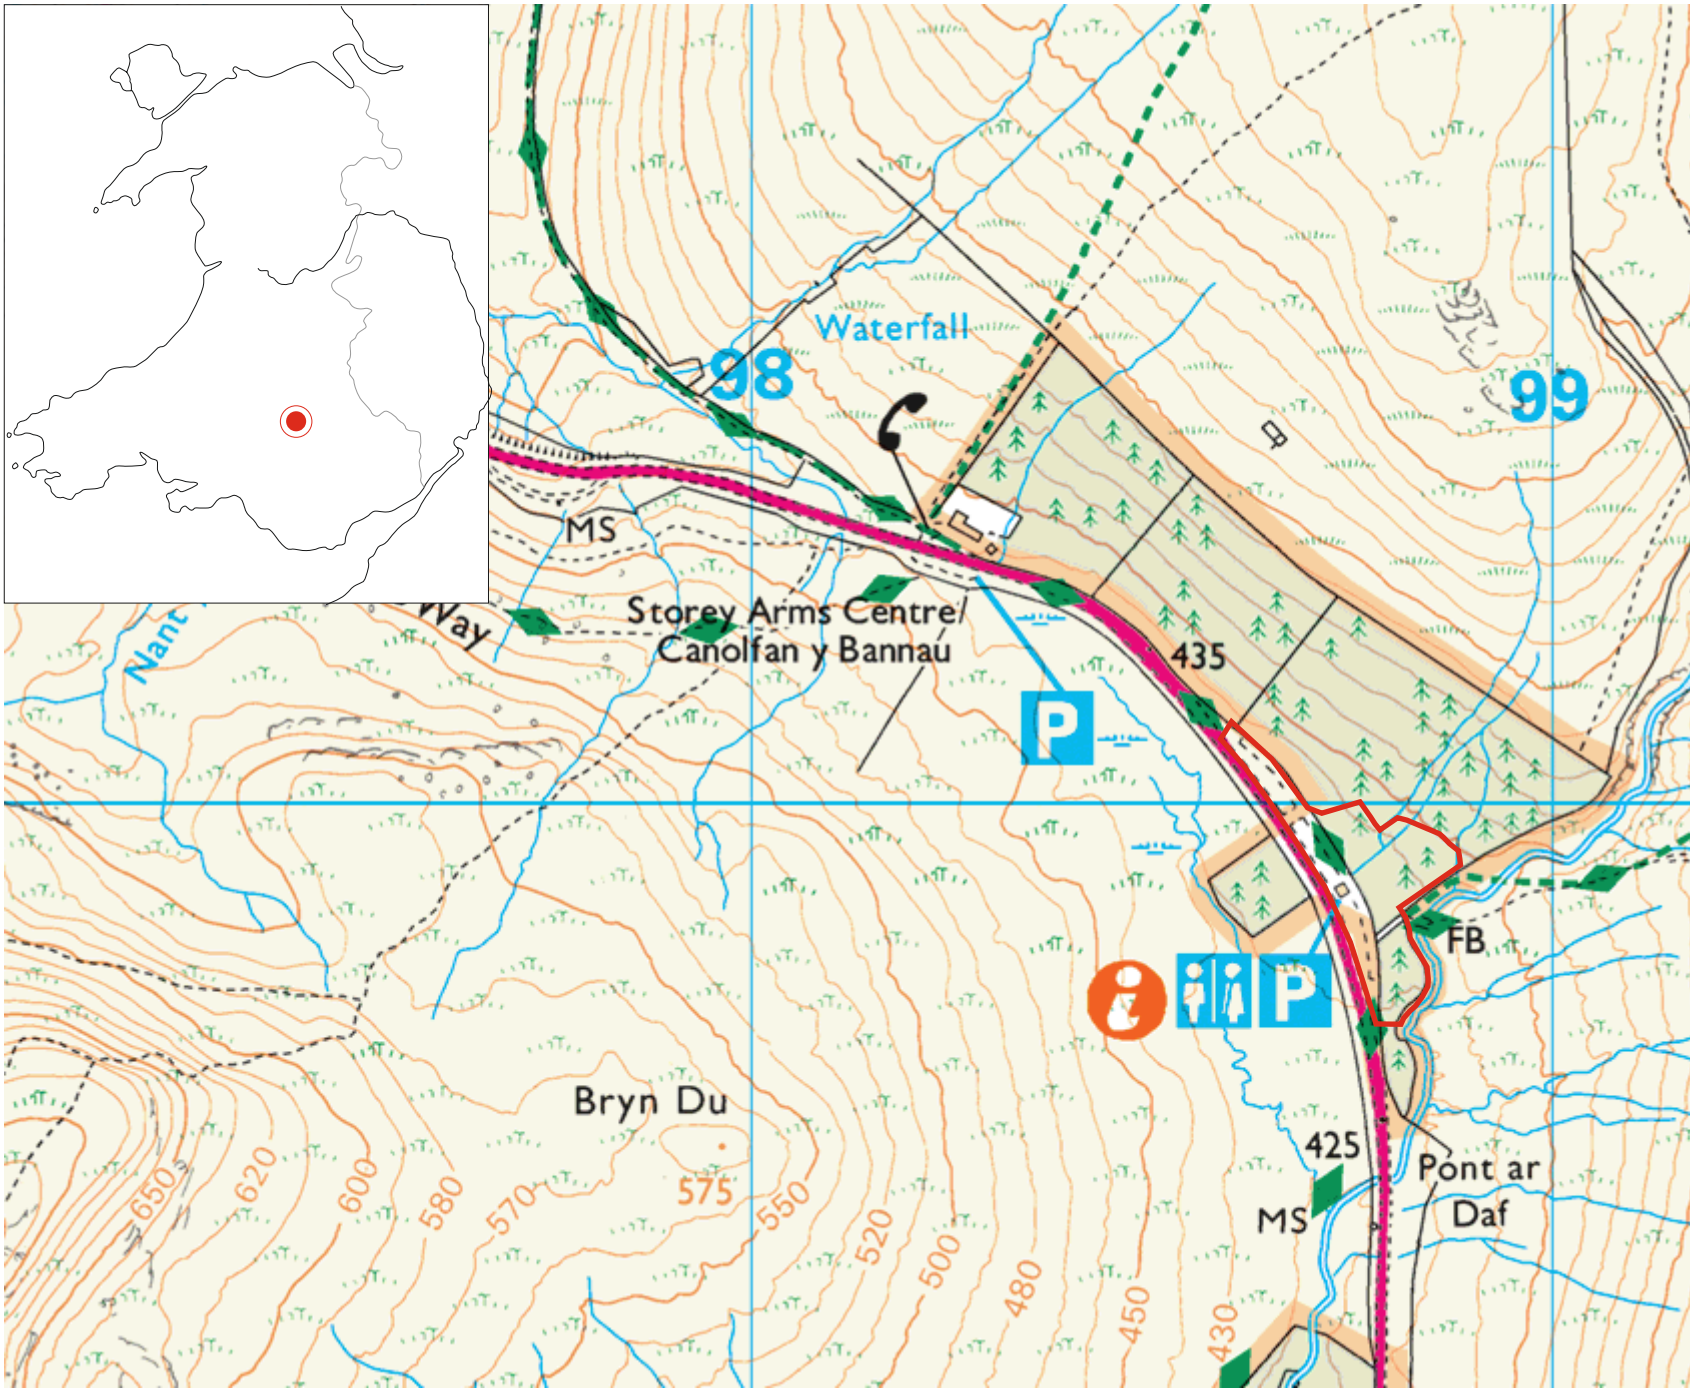 Waterfall
98
99
MS
Way
Nant
Storey Arms Centre/
Canolfan y Bannau
435
P
FB
i
P
Bryn Du
575
425
MS
Pont ar
Daf
650
620
600
580
570
550
520
500
480
450
430